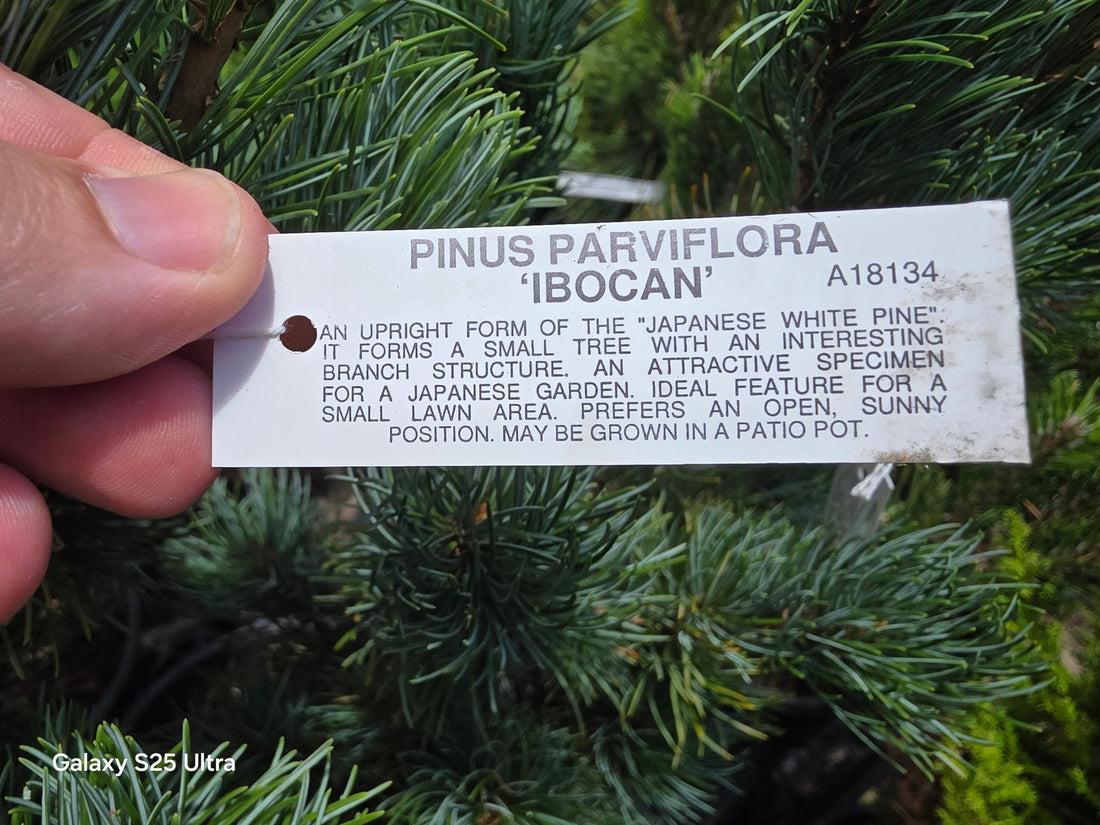 PINUS PARVIFLORA
'IBOCAN'
A18134
AN UPRIGHT FORM OF THE "JAPANESE WHITE PINE".
IT FORMS A SMALL TREE WITH AN INTERESTING
BRANCH STRUCTURE. AN ATTRACTIVE SPECIMEN
FOR A JAPANESE GARDEN. IDEAL FEATURE FOR A
SMALL LAWN AREA. PREFERS AN OPEN, SUNNY
POSITION. MAY BE GROWN IN A PATIO POT.
Galaxy S25 Ultra